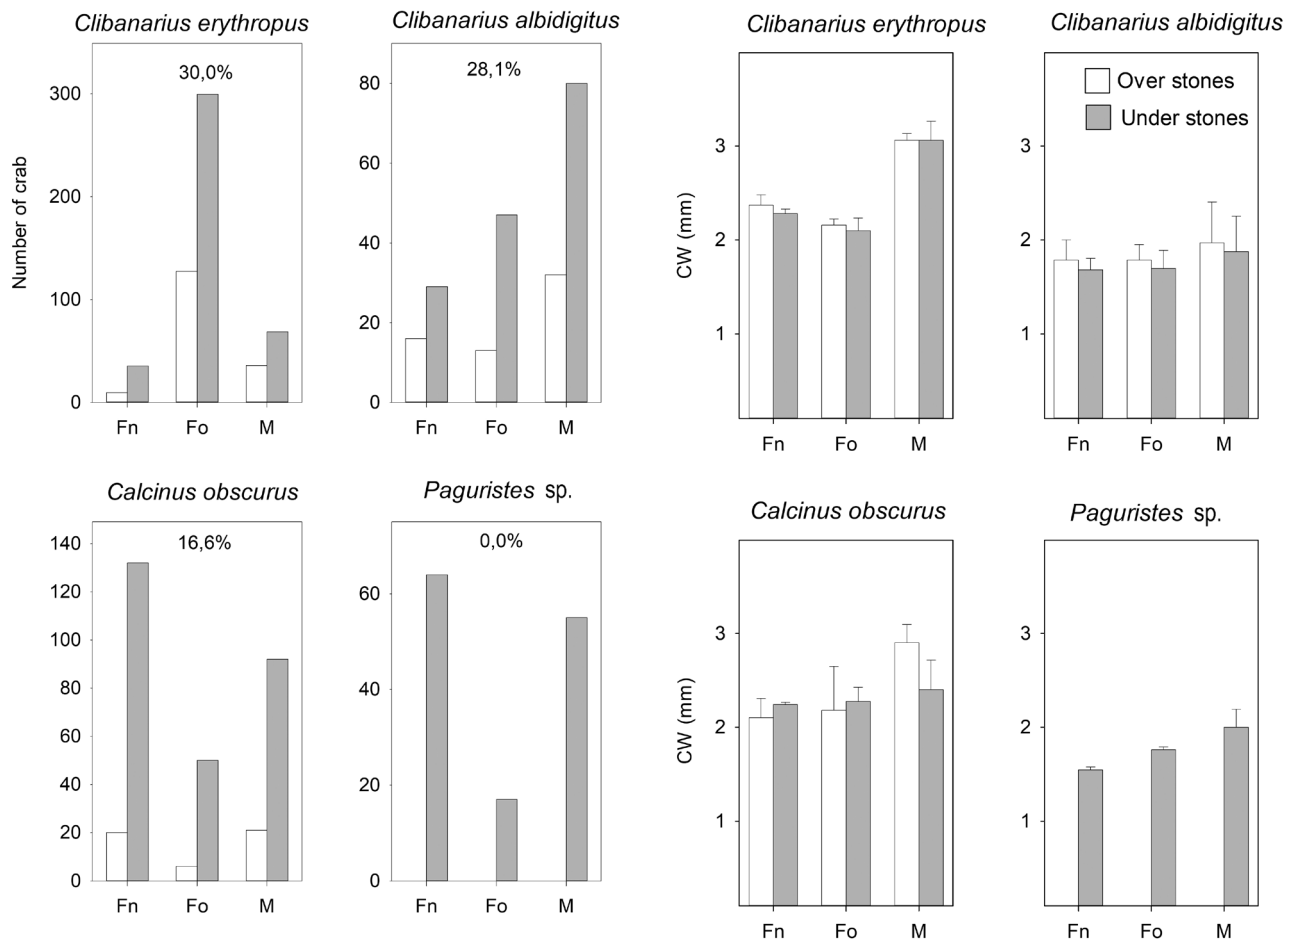 Clibanarius erythropus
Clibanarius albidigitus
Number of crab
30,0%
300
200
100
0
Fn Fo M
28,1%
80
60
40
20
0
Fn Fo M
Calcinus obscurus
Paguristes sp.
16,6%
140
120
100
80
60
40
20
0
Fn Fo M
0,0%
60
40
20
0
Fn Fo M
Clibanarius erythropus
Clibanarius albidigitus
CW (mm)
3
2
1
Fn Fo M
Over stones
Under stones
3
2
1
Fn Fo M
Calcinus obscurus
Paguristes sp.
CW (mm)
3
2
1
Fn Fo M
3
2
1
Fn Fo M